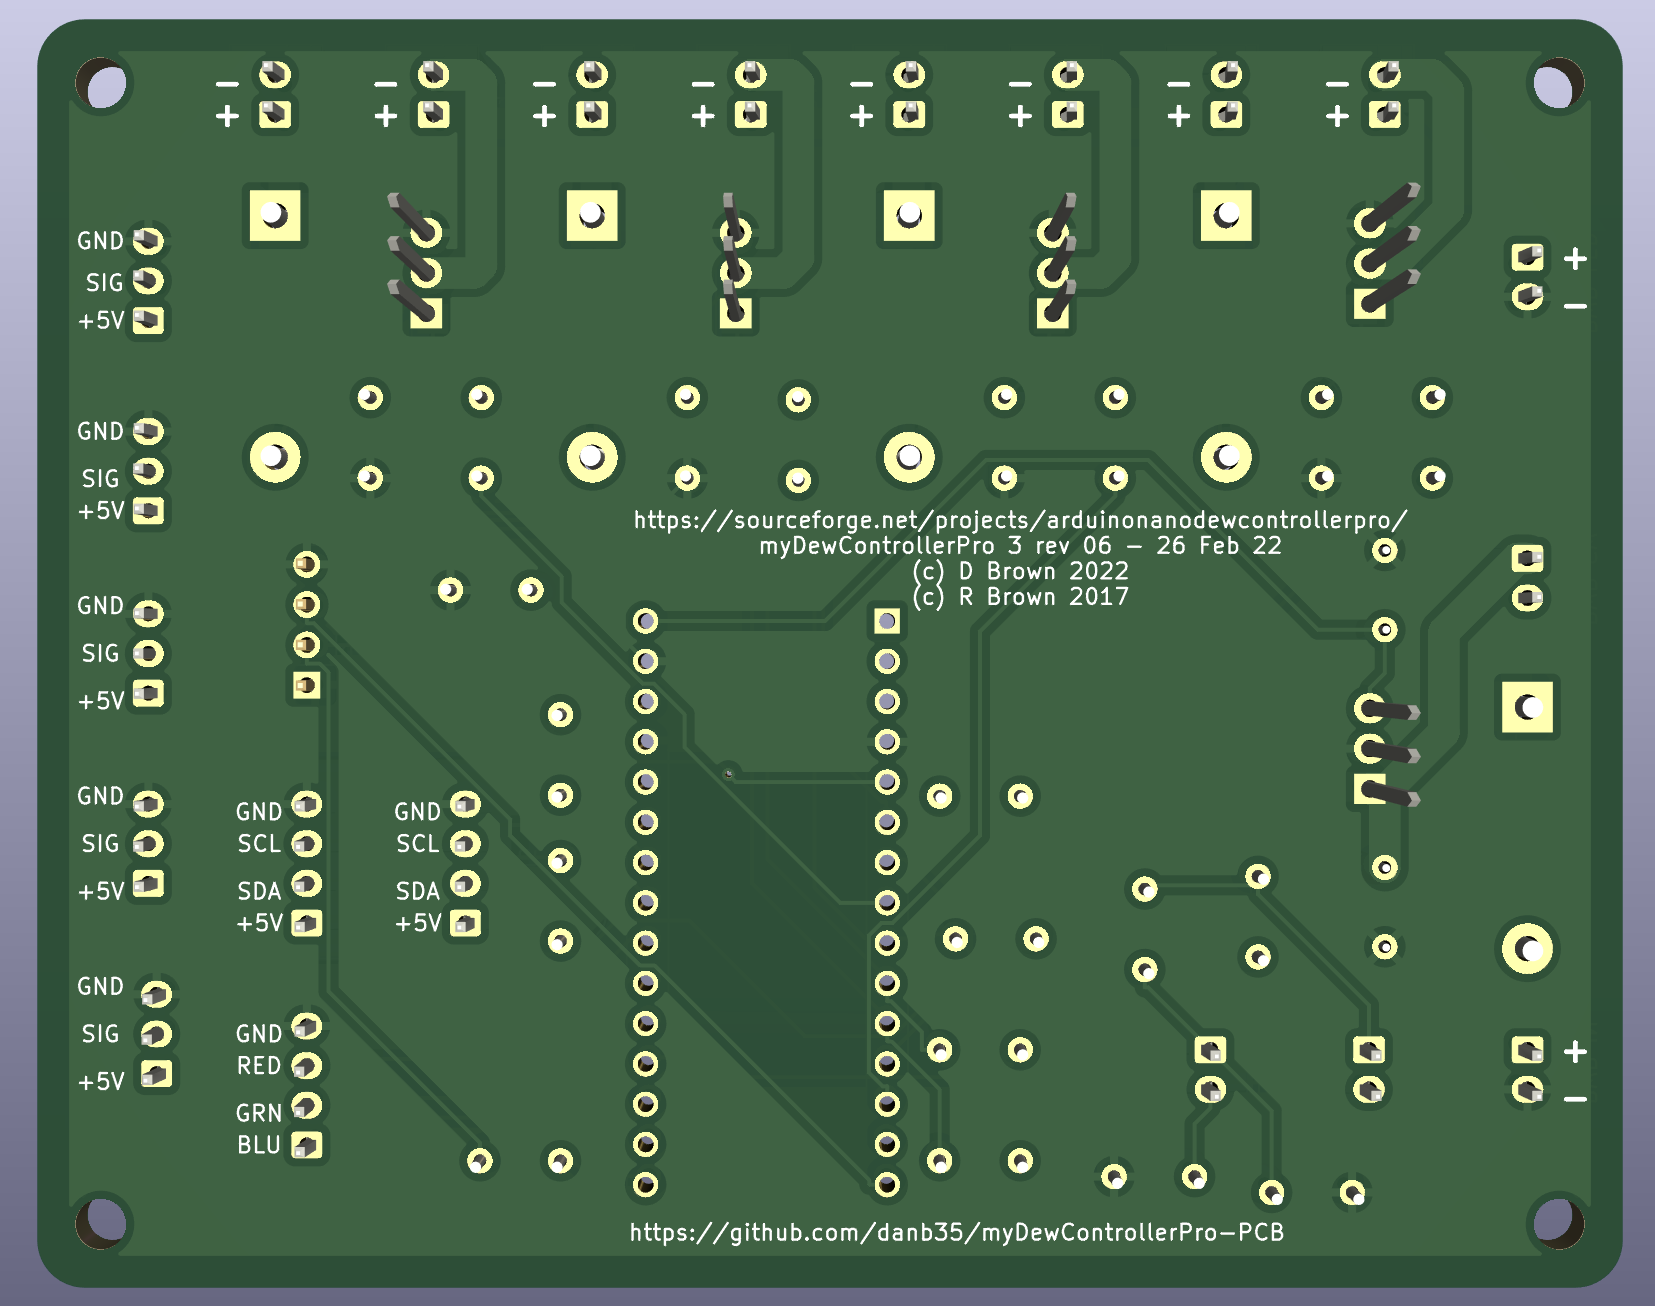 − − − − − − − −
+ + + + + + + +
GND
SIG
+5V
+
−
GND
SIG
+5V
https://sourceforge.net/projects/arduinonanodewcontrollerpro/
myDewControllerPro 3 rev 06 − 26 Feb 22
(c) D Brown 2022
(c) R Brown 2017
GND
SIG
+5V
GND
SIG
+5V
GND
SCL
SDA
+5V
GND
SCL
SDA
+5V
GND
SIG
+5V
GND
RED
GRN
BLU
+
−
https://github.com/danb35/myDewControllerPro-PCB